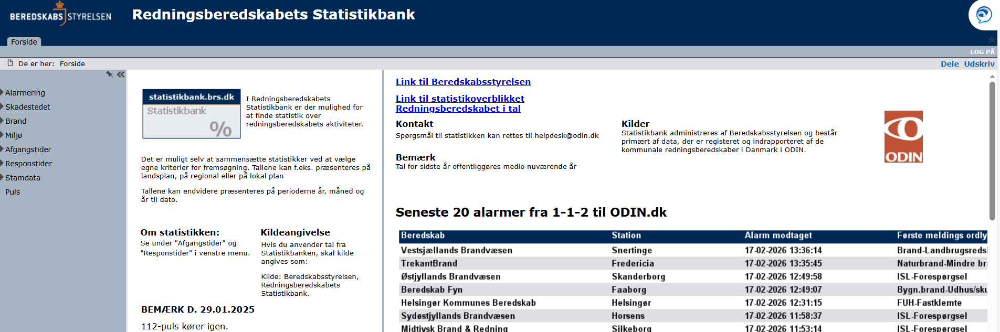 BEREDSKABSSTYRELSEN
Redningsberedskabets Statistikbank
Forside
LOG PÅ
De er her: Forside
Dele Udskriv
Alarmering
Skadestedet
Brand
Miljø
Afgangstider
Responstider
Stamdata
Puls
statistikbank.brs.dk
Statistikbank
%
I Redningsberedskabets
Statistikbank er der mulighed for
at finde statistik over
redningsberedskabets aktiviteter.
Det er muligt selv at sammensætte statistikker ved at vælge
egne kriterier for fremsøgning. Tallene kan f.eks. præsenteres på
landsplan, på regional eller på lokal plan
Tallene kan endvidere præsenteres på perioderne år, måned og
år til dato.
Om statistikken:
Se under "Afgangstider" og
"Responstider" i venstre menu.
Kildeangivelse
Hvis du anvender tal fra
Statistikbanken, skal kilde
angives som:
Kilde: Beredskabsstyrelsen,
Redningsberedskabets
Statistikbank.
BEMÆRK D. 29.01.2025
112-puls kører igen.
Link til Beredskabsstyrelsen
Link til statistikoverblikket
Redningsberedskabet i tal
Kontakt
Spørgsmål til statistikken kan rettes til helpdesk@odin.dk
Bemærk
Tal for sidste år offentliggøres medio nuværende år
Kilder
Statistikbank administreres af Beredskabsstyrelsen og består
primært af data, der er registeret og indrapporteret af de
kommunale redningsberedskaber i Danmark i ODIN.
ODIN
Seneste 20 alarmer fra 1-1-2 til ODIN.dk
Beredskab Station Alarm modtaget Første meldings ordly
Vestsjællands Brandvæsen Snertinge 17-02-2026 13:36:14 Brand-Landbrugsreds
TrekantBrand Fredericia 17-02-2026 13:35:45 Naturbrand-Mindre br
Østjyllands Brandvæsen Skanderborg 17-02-2026 12:49:58 ISL-Forespørgsel
Beredskab Fyn Faaborg 17-02-2026 12:49:07 Bygn.brand-Udhus/sku
Helsingør Kommunes Beredskab Helsingør 17-02-2026 12:31:15 FUH-Fastklemte
Sydøstjyllands Brandvæsen Horsens 17-02-2026 11:58:37 ISL-Forespørgsel
Midtjysk Brand & Redning Silkeborg 17-02-2026 11:53:14 ISL-Forespørgsel